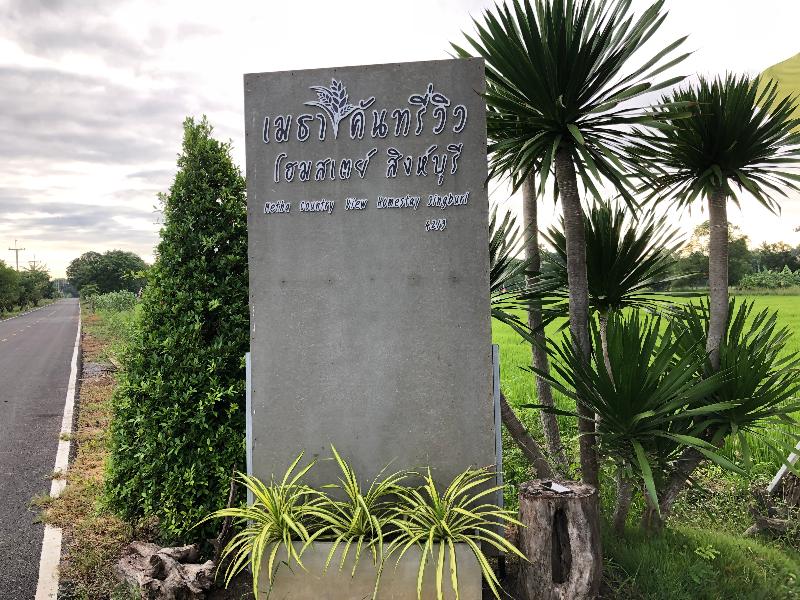 เมธา คันทรี่วิว
โฮมสเตย์ สิงห์บุรี
Metha Country View Homestay Singburi